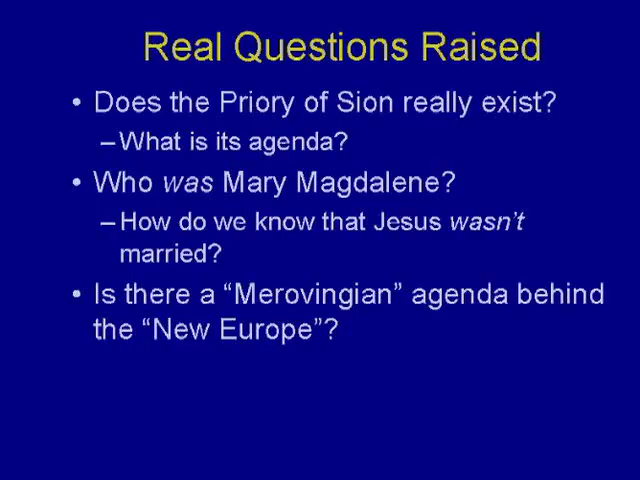 Real Questions Raised
• Does the Priory of Sion really exist?
– What is its agenda?
• Who was Mary Magdalene?
– How do we know that Jesus wasn't
married?
• Is there a “Merovingian” agenda behind
the “New Europe”?